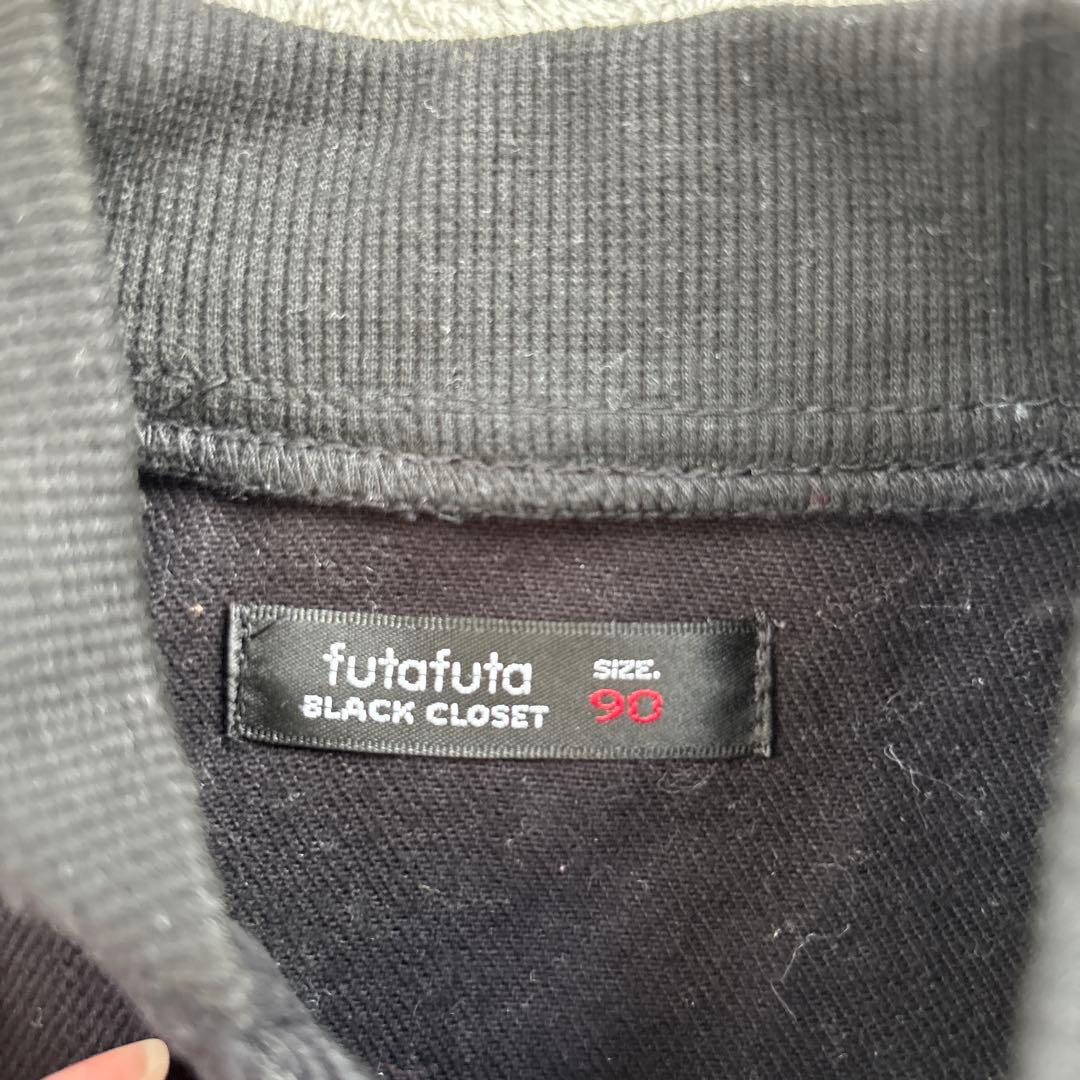 futafuta
BLACK CLOSET
SIZE.
90